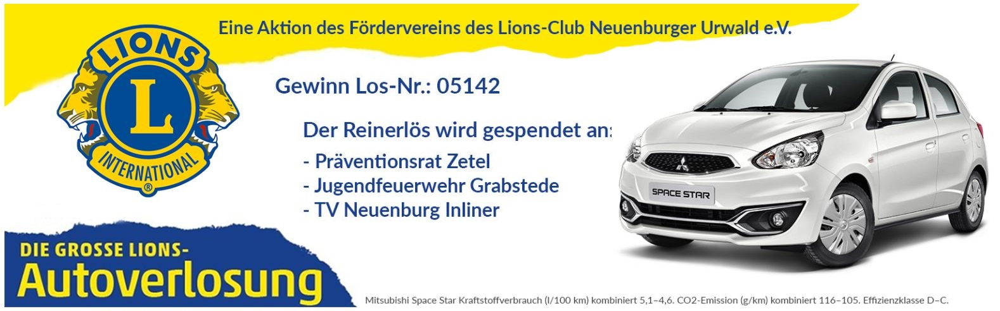 Eine Aktion des Fördervereins des Lions-Club Neuenburger Urwald e.V.
LIONS
L
INTERNATIONAL
®
Gewinn Los-Nr.: 05142
Der Reinerlös wird gespendet an:
- Präventionsrat Zetel
- Jugendfeuerwehr Grabstede
- TV Neuenburg Inliner
SPACE STAR
DIE GROSSE LIONS-
Autoverlosung
Mitsubishi Space Star Kraftstoffverbrauch (l/100 km) kombiniert 5,1–4,6. CO2-Emission (g/km) kombiniert 116–105. Effizienzklasse D–C.